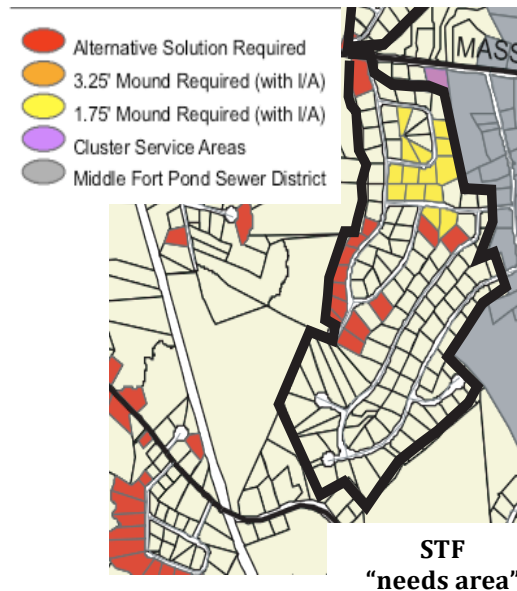 Alternative Solution Required
3.25' Mound Required (with I/A)
1.75' Mound Required (with I/A)
Cluster Service Areas
Middle Fort Pond Sewer District
MASS
STF
“needs area”